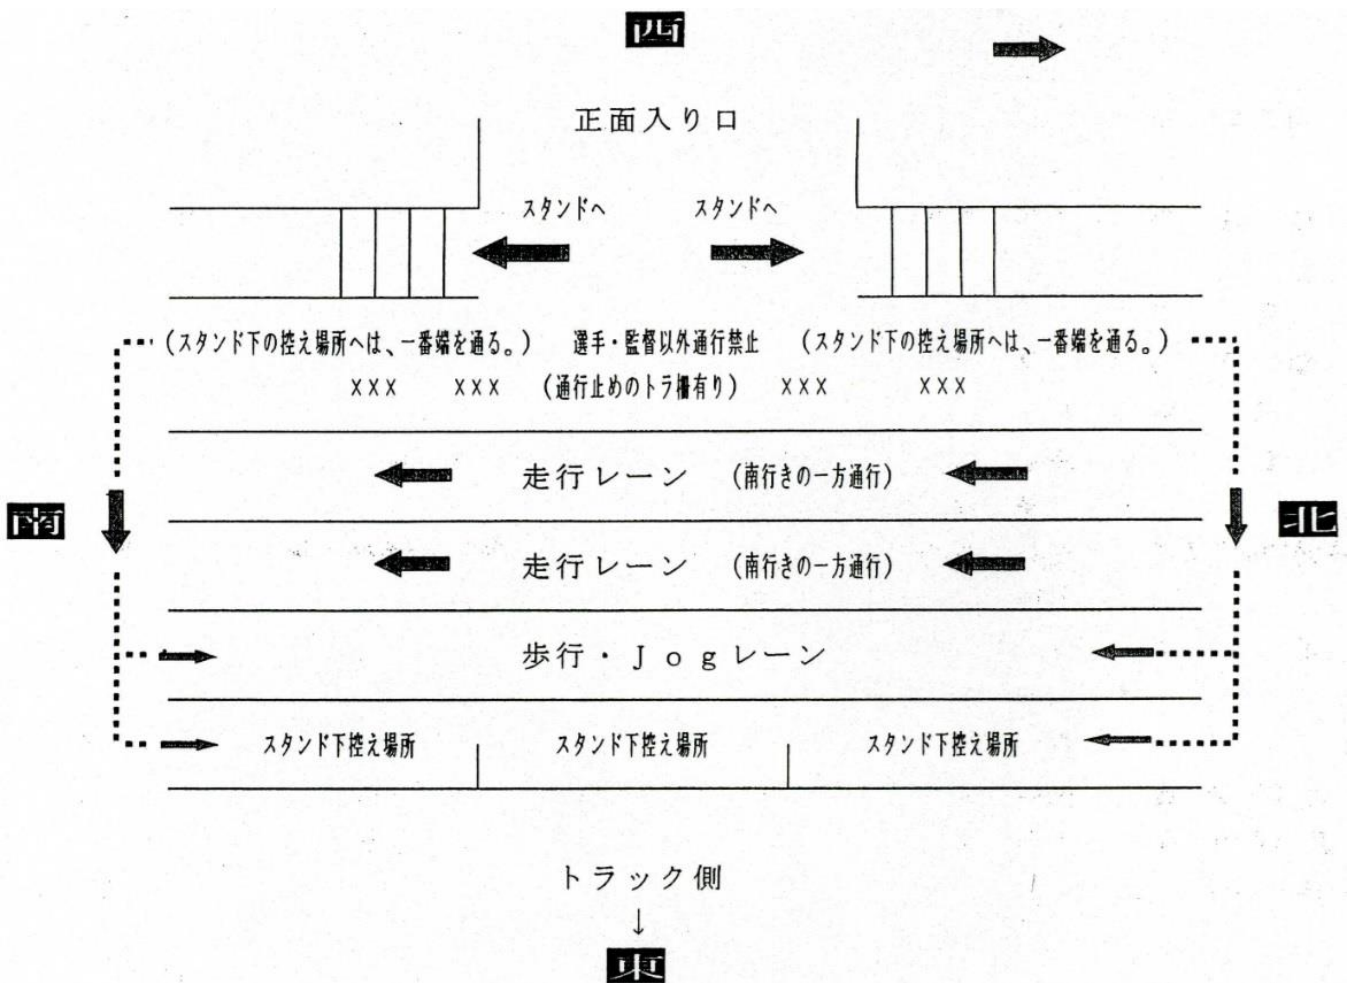 西
正面入り口
スタンドへ スタンドへ
(スタンド下の控え場所へは、一番端を通る。) 選手・監督以外通行禁止 (スタンド下の控え場所へは、一番端を通る。)
××× ××× (通行止めのトラ柵有り) ××× ×××
走行レーン (南行きの一方通行)
南 北
走行レーン (南行きの一方通行)
歩行・Jogレーン
スタンド下控え場所 スタンド下控え場所 スタンド下控え場所
トラック側
↓
東